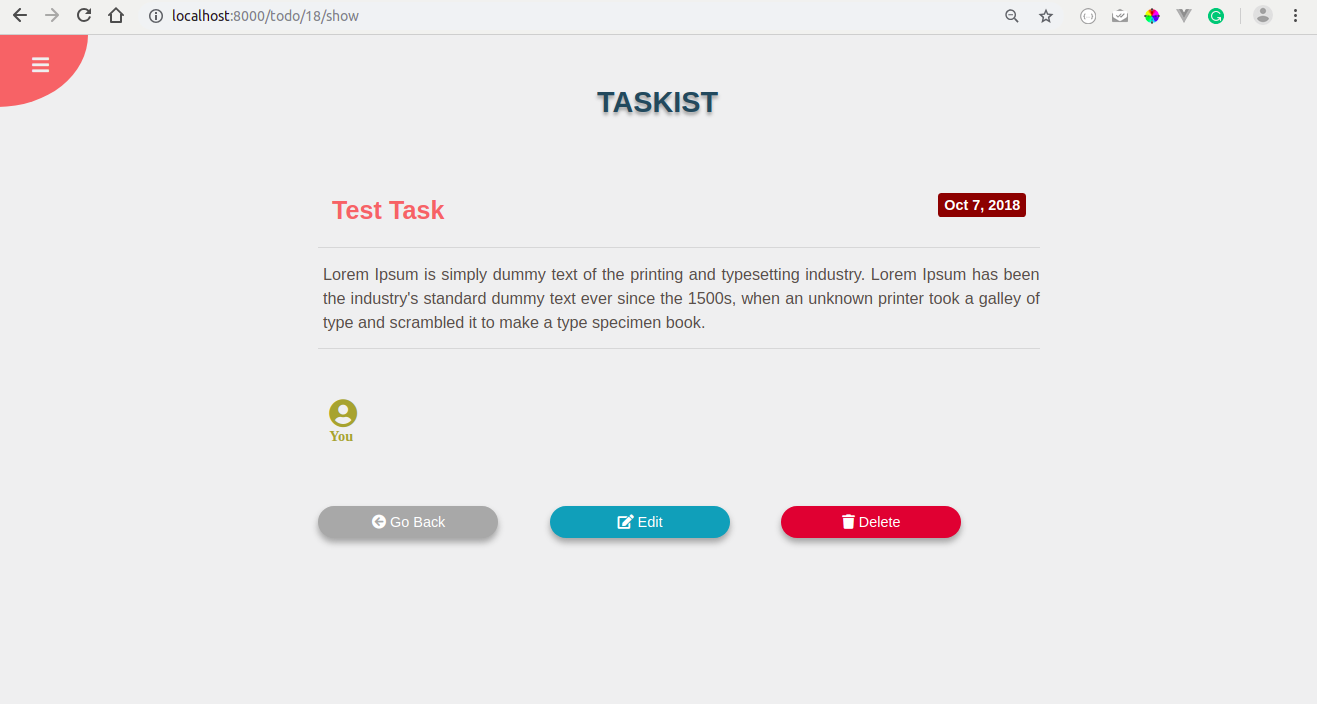 localhost:8000/todo/18/show
TASKIST
Test Task
Oct 7, 2018
Lorem Ipsum is simply dummy text of the printing and typesetting industry. Lorem Ipsum has been
the industry's standard dummy text ever since the 1500s, when an unknown printer took a galley of
type and scrambled it to make a type specimen book.
You
Go Back
Edit
Delete